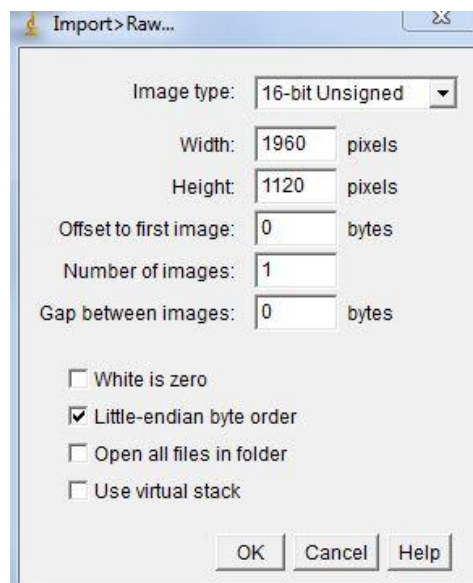 Import>Raw...
Image type: 16-bit Unsigned
Width: 1960 pixels
Height: 1120 pixels
Offset to first image: 0 bytes
Number of images: 1
Gap between images: 0 bytes
White is zero
Little-endian byte order
Open all files in folder
Use virtual stack
OK Cancel Help